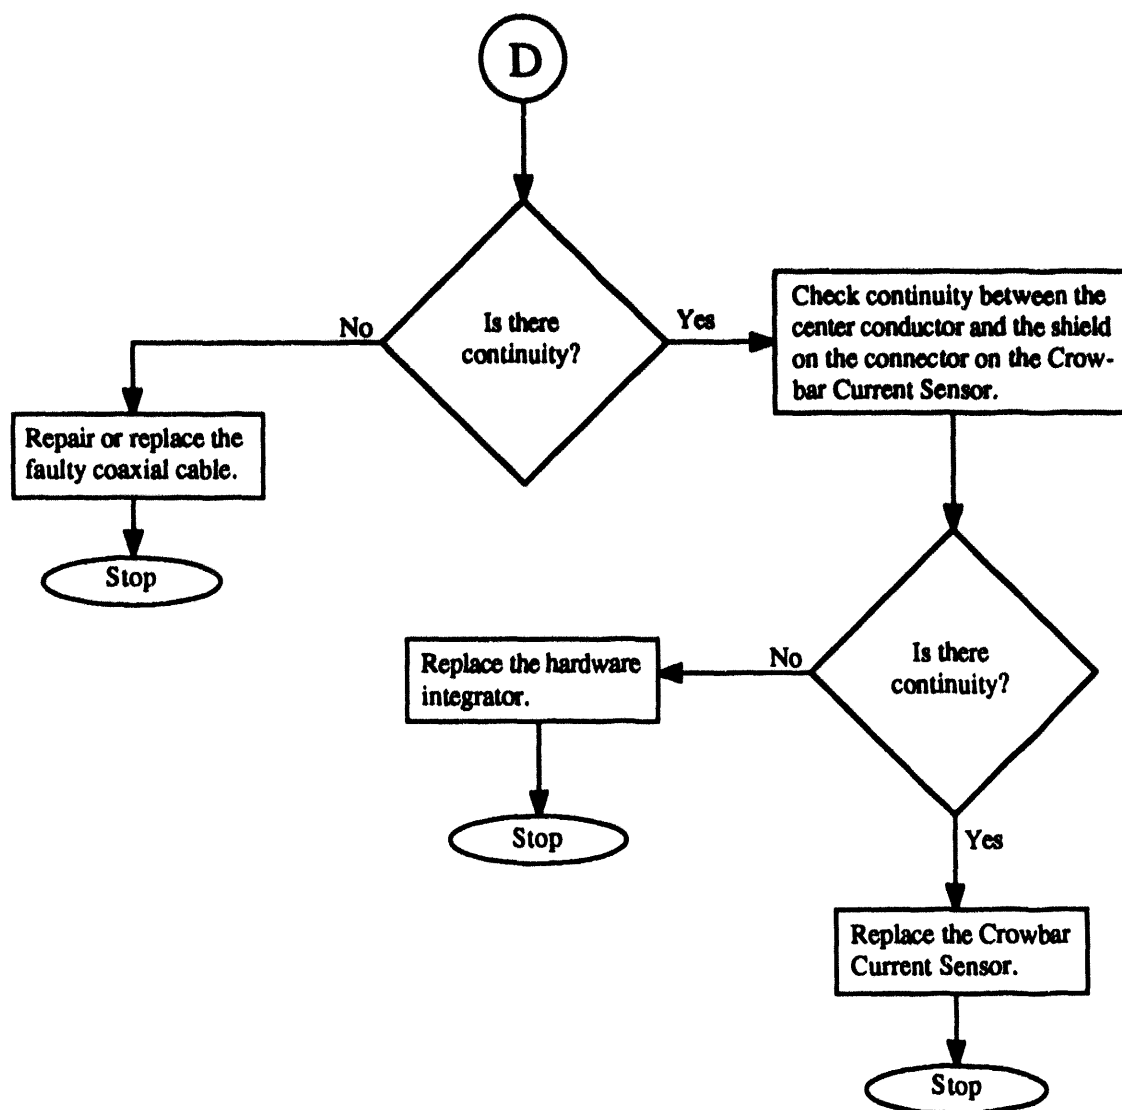 D
Is there
continuity?
No
Yes
Check continuity between the
center conductor and the shield
on the connector on the Crow-
bar Current Sensor.
Repair or replace the
faulty coaxial cable.
Stop
Is there
continuity?
No
Replace the hardware
integrator.
Stop
Yes
Replace the Crowbar
Current Sensor.
Stop